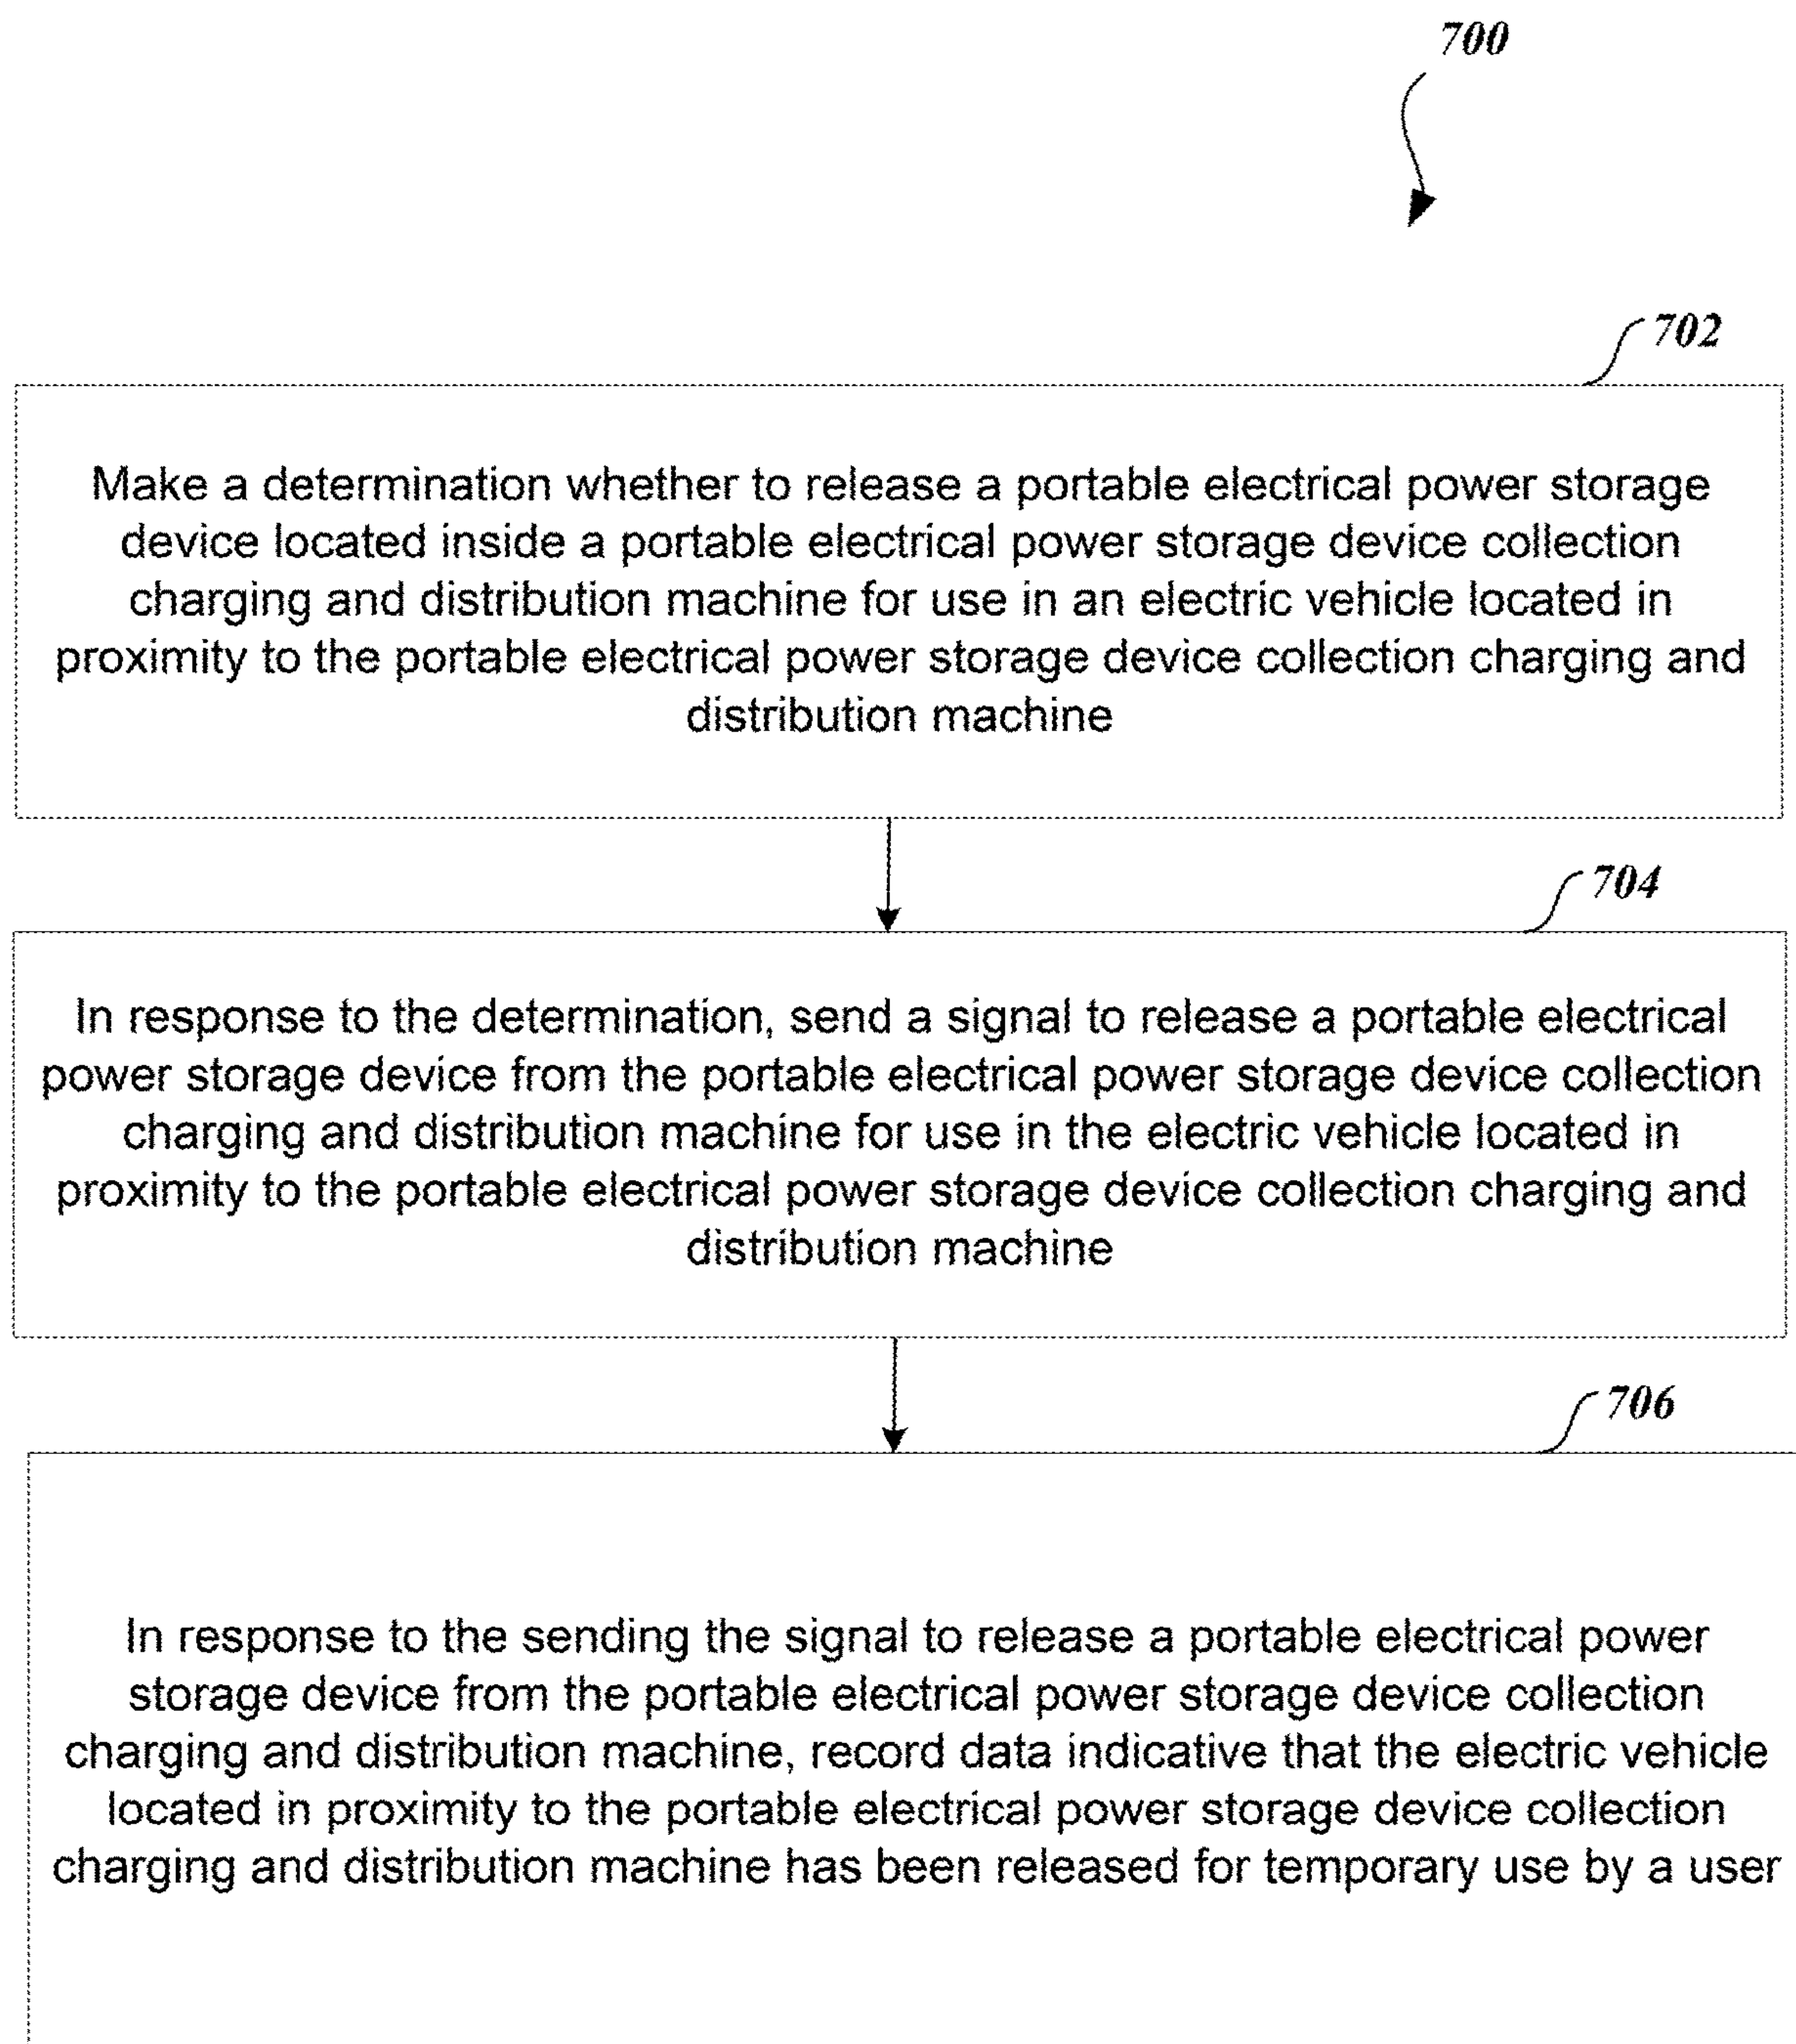 700
702
Make a determination whether to release a portable electrical power storage
device located inside a portable electrical power storage device collection
charging and distribution machine for use in an electric vehicle located in
proximity to the portable electrical power storage device collection charging and
distribution machine
704
In response to the determination, send a signal to release a portable electrical
power storage device from the portable electrical power storage device collection
charging and distribution machine for use in the electric vehicle located in
proximity to the portable electrical power storage device collection charging and
distribution machine
706
In response to the sending the signal to release a portable electrical power
storage device from the portable electrical power storage device collection
charging and distribution machine, record data indicative that the electric vehicle
located in proximity to the portable electrical power storage device collection
charging and distribution machine has been released for temporary use by a user